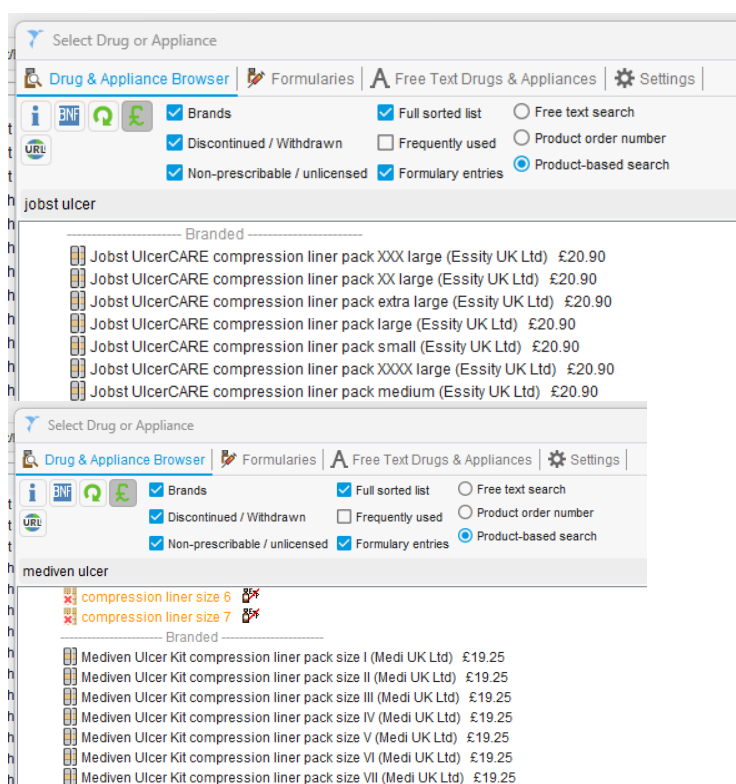 Select Drug or Appliance
Drug & Appliance Browser Formularies A Free Text Drugs & Appliances Settings
i BNF £ Brands Full sorted list Free text search
URL Discontinued / Withdrawn Frequently used Product order number
Non-prescribable / unlicensed Formulary entries Product-based search
jobst ulcer
---------------------- Branded ----------------------
Jobst UlcerCARE compression liner pack XXX large (Essity UK Ltd) £20.90
Jobst UlcerCARE compression liner pack XX large (Essity UK Ltd) £20.90
Jobst UlcerCARE compression liner pack extra large (Essity UK Ltd) £20.90
Jobst UlcerCARE compression liner pack large (Essity UK Ltd) £20.90
Jobst UlcerCARE compression liner pack small (Essity UK Ltd) £20.90
Jobst UlcerCARE compression liner pack XXXX large (Essity UK Ltd) £20.90
Jobst UlcerCARE compression liner pack medium (Essity UK Ltd) £20.90
Select Drug or Appliance
Drug & Appliance Browser Formularies A Free Text Drugs & Appliances Settings
i BNF £ Brands Full sorted list Free text search
URL Discontinued / Withdrawn Frequently used Product order number
Non-prescribable / unlicensed Formulary entries Product-based search
mediven ulcer
compression liner size 6
compression liner size 7
---------------------- Branded ----------------------
Mediven Ulcer Kit compression liner pack size I (Medi UK Ltd) £19.25
Mediven Ulcer Kit compression liner pack size II (Medi UK Ltd) £19.25
Mediven Ulcer Kit compression liner pack size III (Medi UK Ltd) £19.25
Mediven Ulcer Kit compression liner pack size IV (Medi UK Ltd) £19.25
Mediven Ulcer Kit compression liner pack size V (Medi UK Ltd) £19.25
Mediven Ulcer Kit compression liner pack size VI (Medi UK Ltd) £19.25
Mediven Ulcer Kit compression liner pack size VII (Medi UK Ltd) £19.25